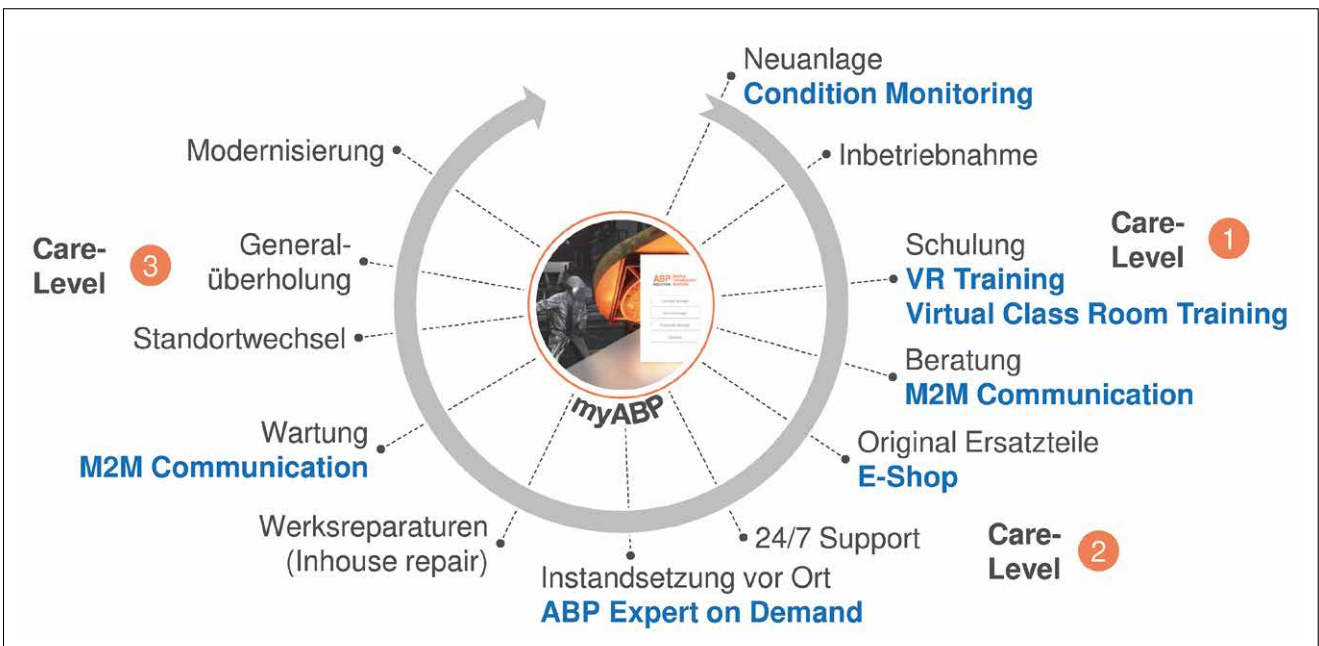 Neuanlage
Condition Monitoring
Inbetriebnahme
Care-
Level
1
Schulung
VR Training
Virtual Class Room Training
Beratung
M2M Communication
Original Ersatzteile
E-Shop
24/7 Support
Care-
Level
2
Instandsetzung vor Ort
ABP Expert on Demand
Werksreparaturen
(Inhouse repair)
Wartung
M2M Communication
Standortwechsel
General-
überholung
Care-
Level
3
Modernisierung
ABP
INDUCTION
myABP